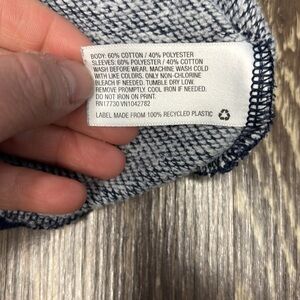 BODY: 60% COTTON / 40% POLYESTER
SLEEVES: 60% POLYESTER / 40% COTTON
WASH BEFORE WEAR. MACHINE WASH COLD
WITH LIKE COLORS. ONLY NON-CHLORINE
BLEACH IF NEEDED. TUMBLE DRY LOW.
REMOVE PROMPTLY. COOL IRON IF NEEDED.
DO NOT IRON ON DESIGN.
RN17730 VN1042782
LABEL MADE FROM 100% RECYCLED PLASTIC